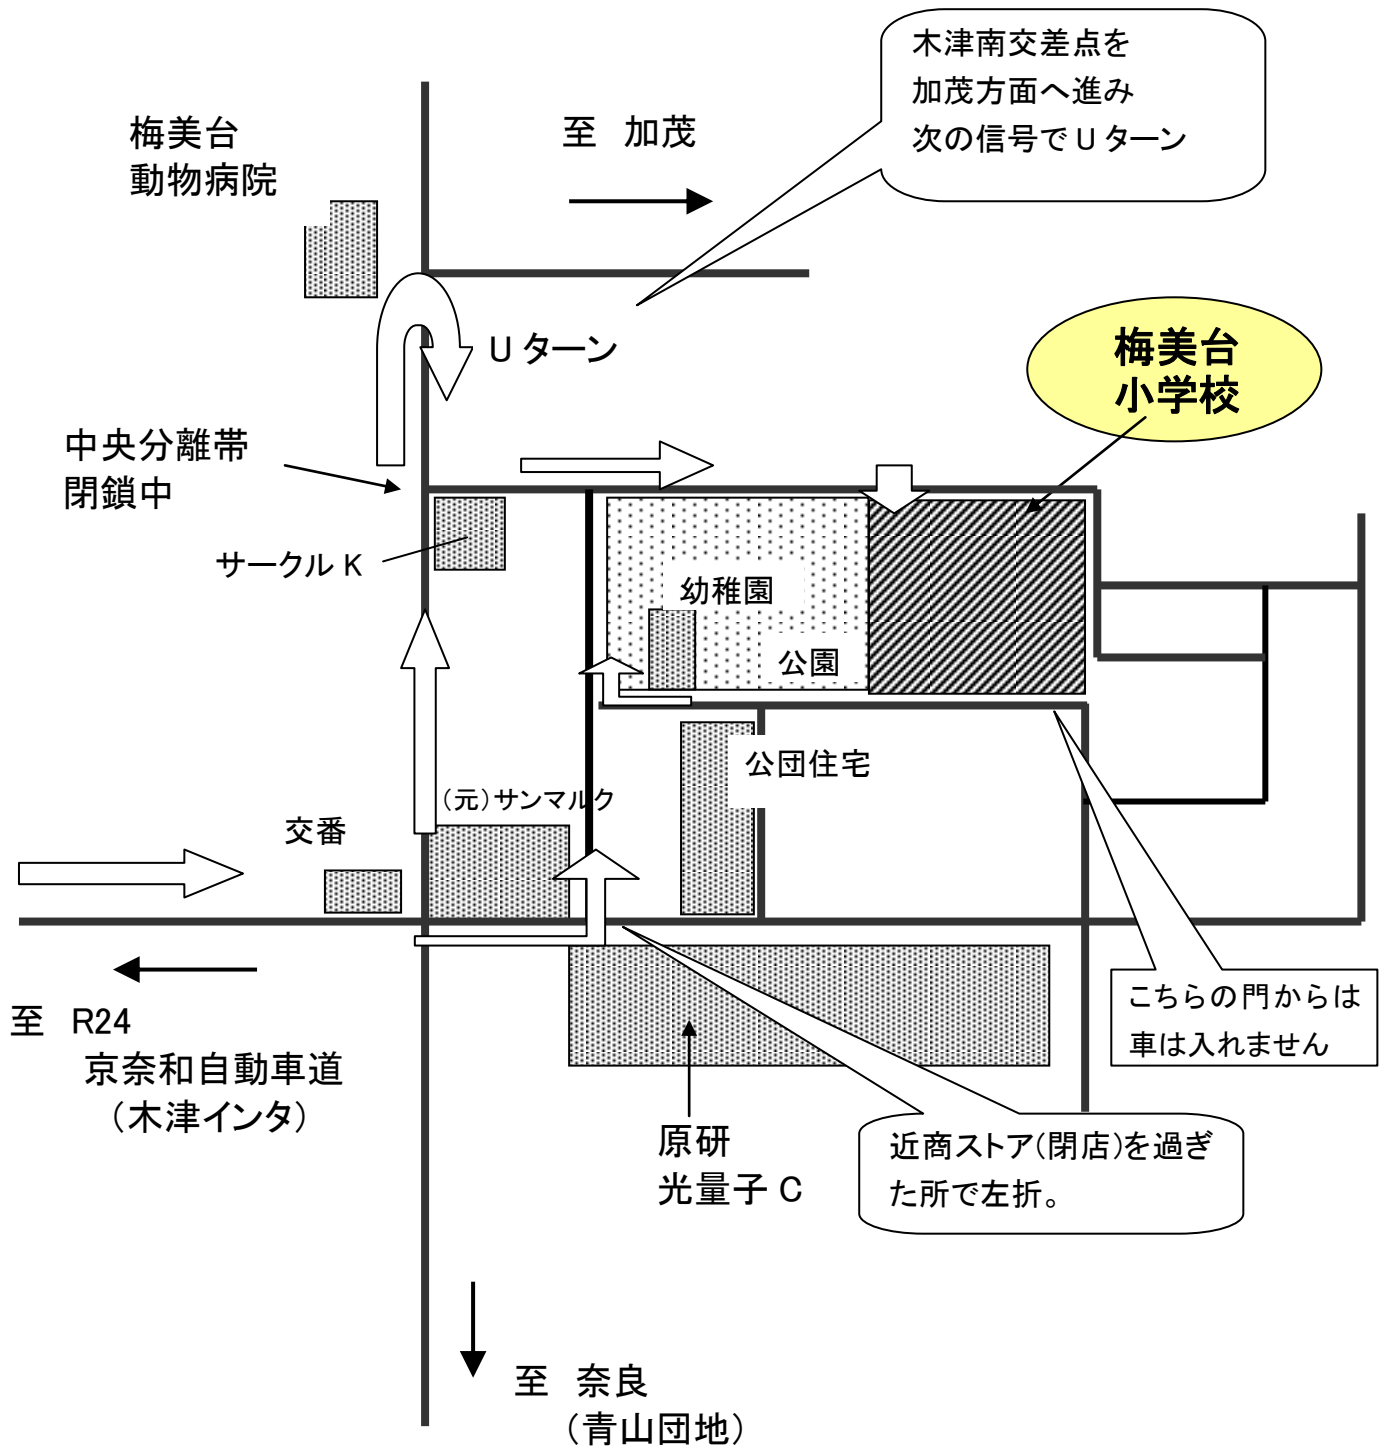 木津南交差点を
加茂方面へ進み
次の信号でUターン
梅美台
動物病院
至 加茂
Uターン
梅美台
小学校
中央分離帯
閉鎖中
サークルK
幼稚園
公園
公団住宅
(元)サンマルク
交番
至 R24
京奈和自動車道
(木津インタ)
こちらの門からは
車は入れません
原研
光量子C
近商ストア(閉店)を過ぎ
た所で左折。
至 奈良
(青山団地)